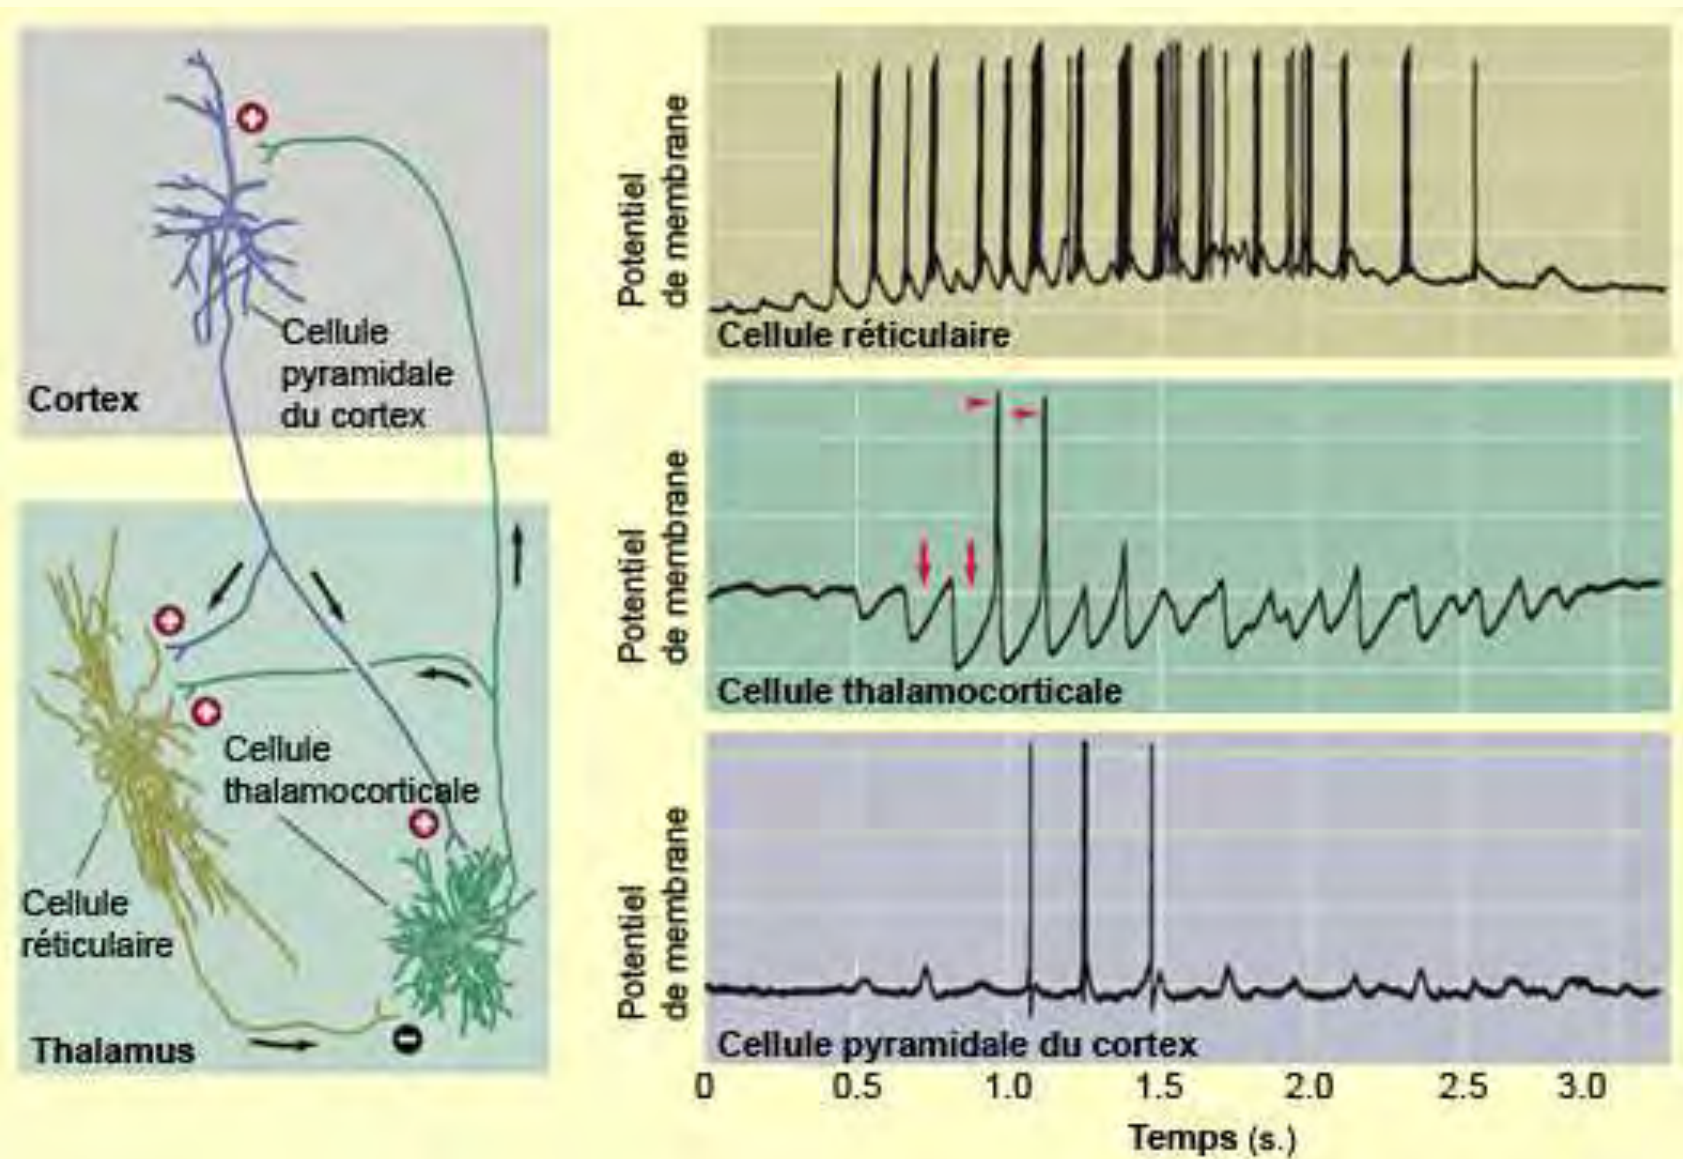 Cellule
pyramidale
du cortex
Cortex
Cellule
thalamocorticale
Cellule
réticulaire
Thalamus
Potentiel
de membrane
Cellule réticulaire
Potentiel
de membrane
Cellule thalamocorticale
Potentiel
de membrane
Cellule pyramidale du cortex
0 0.5 1.0 1.5 2.0 2.5 3.0
Temps (s.)